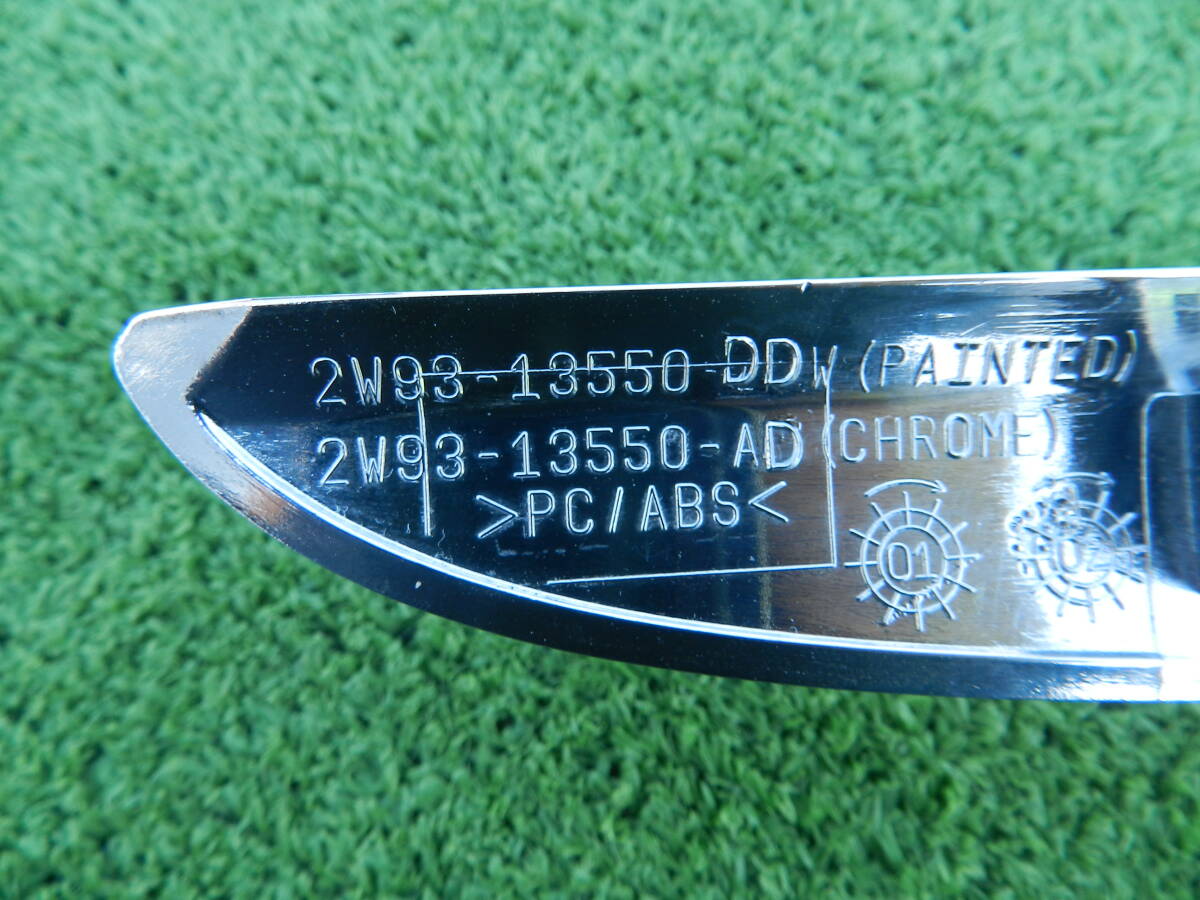 2W93-13550-DDW (PAINTED)
2W93-13550-AD (CHROME)
>PC/ABS<
01